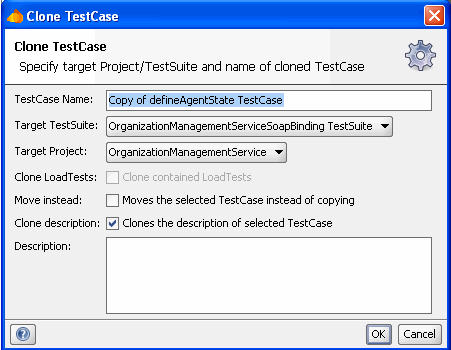 Clone TestCase
Clone TestCase
Specify target Project/TestSuite and name of cloned TestCase
TestCase Name: Copy of defineAgentState TestCase
Target TestSuite: OrganizationManagementServiceSoapBinding TestSuite
Target Project: OrganizationManagementService
Clone LoadTests: Clone contained LoadTests
Move instead: Moves the selected TestCase instead of copying
Clone description: Clones the description of selected TestCase
Description:
? OK Cancel